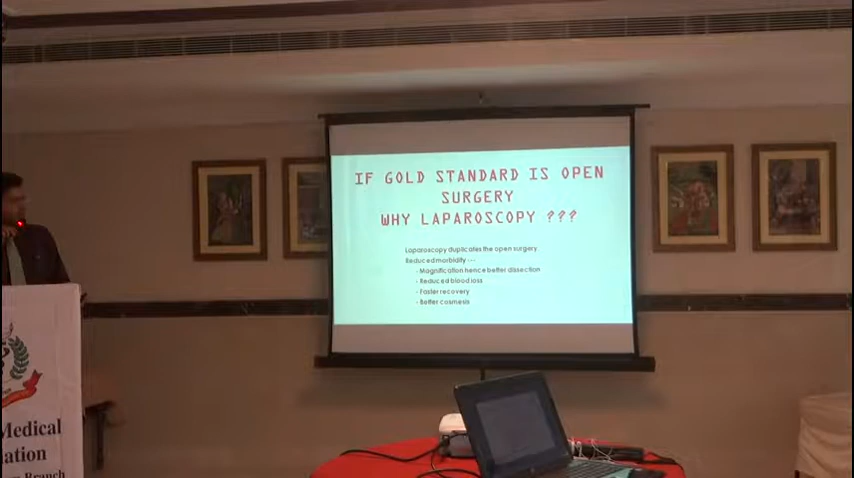 IF GOLD STANDARD IS OPEN
SURGERY
WHY LAPAROSCOPY ???
Laparoscopy duplicates the open surgery
Reduced morbidity ---
- Magnification hence better dissection
- Reduced blood loss
- Faster recovery
- Better cosmesis
Medical
ation
Branch